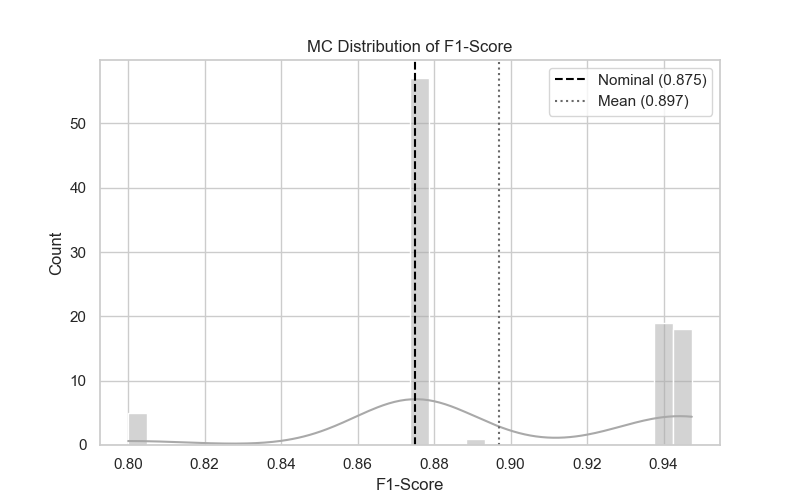 MC Distribution of F1-Score
Nominal (0.875)
Mean (0.897)
Count
50
40
30
20
10
0
0.80 0.82 0.84 0.86 0.88 0.90 0.92 0.94
F1-Score